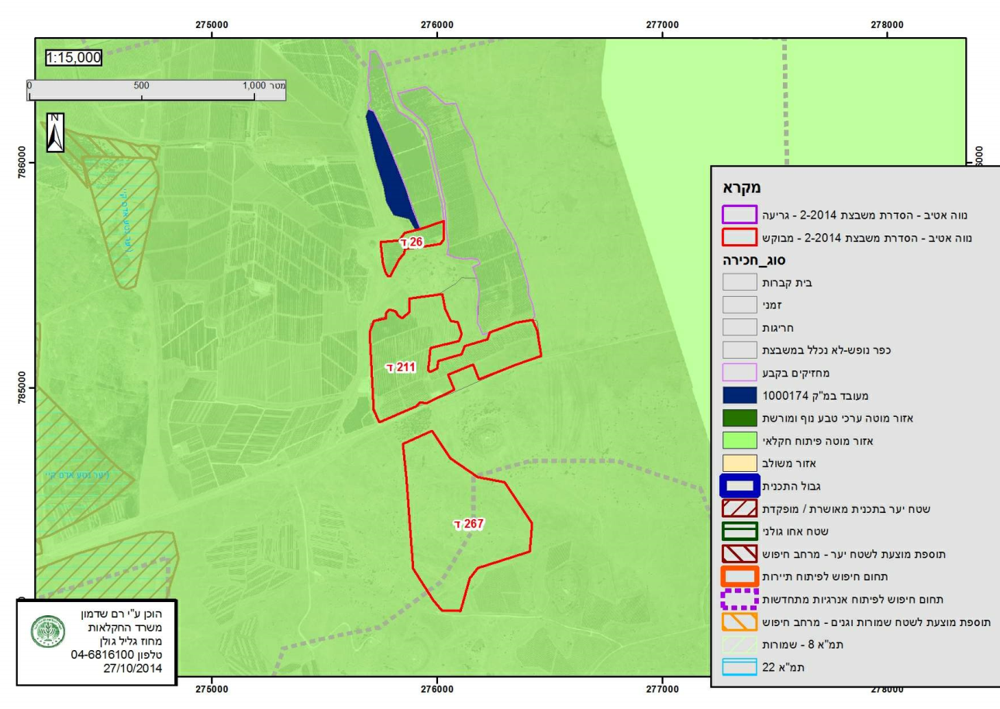 275000
276000
277000
278000
1:15,000
0
500
1,000 מטר
N
786000
785000
26 ד
211 ד
267 ד
מקרא
נווה אטיב - הסדרת משבצת 2-2014 - גריעה
נווה אטיב - הסדרת משבצת 2-2014 - מבוקש
סוג_חכירה
בית קברות
זמני
חריגות
כפר נופש-לא נכלל במשבצת
מחזיקים בקבע
מעובד במ"ק 1000174
אזור מוטה ערכי טבע נוף ומורשת
אזור מוטה פיתוח חקלאי
אזור משולב
גבול התכנית
שטח יער בתכנית מאושרת / מופקדת
שטח אחו גולני
תוספת מוצעת לשטח יער - מרחב חיפוש
תחום חיפוש לפיתוח תיירות
תחום חיפוש לפיתוח אנרגיות מתחדשות
תוספת מוצעת לשטח שמורות וגנים - מרחב חיפוש
תמ"א 8 - שמורות
תמ"א 22
הוכן ע"י רם שדמון
משרד החקלאות
מחוז גליל גולן
טלפון 04-6816100
27/10/2014
275000
276000
277000
278000